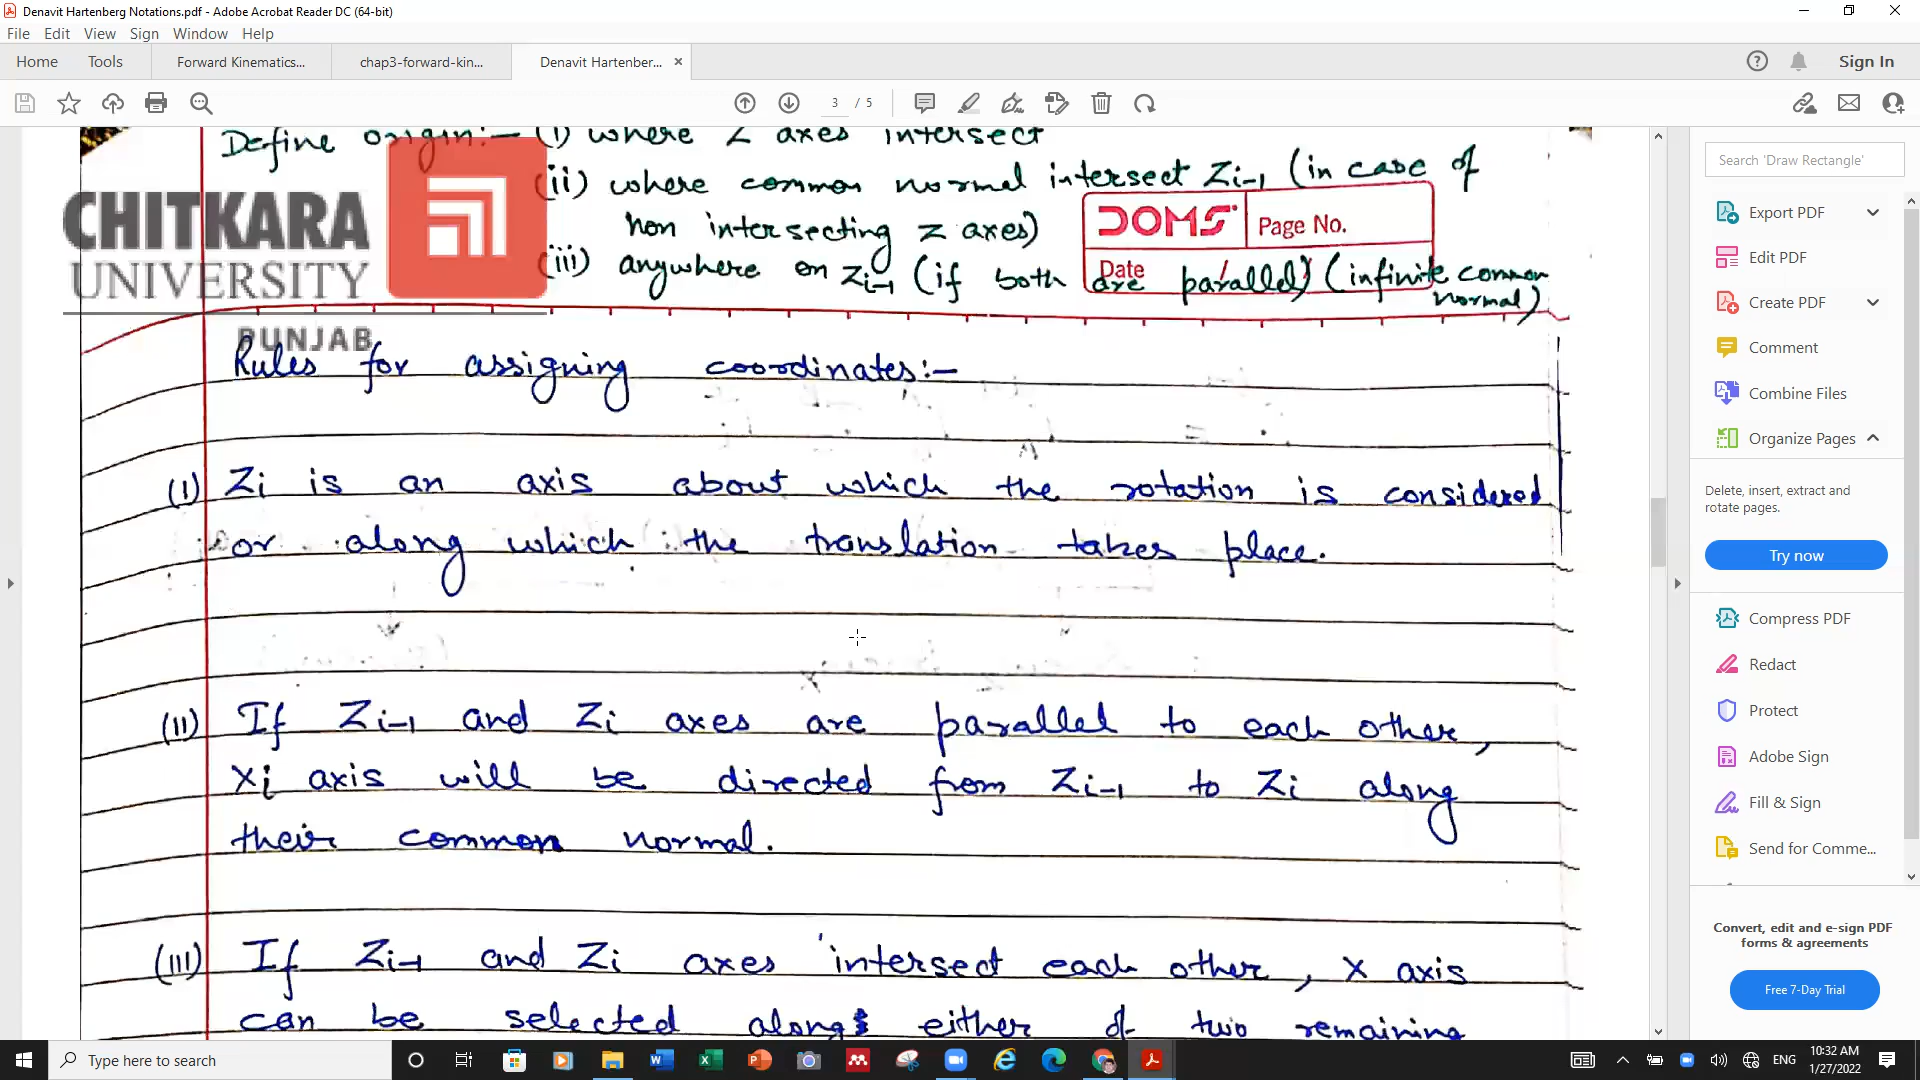 Denavit Hartenberg Notations.pdf - Adobe Acrobat Reader DC (64-bit)
File Edit View Sign Window Help
Home Tools Forward Kinematics... chap3-forward-kin... Denavit Hartenber... × Sign In
3 / 5
Define origin:- (i) where Z axes intersect
(ii) where common normal intersect Zi-1 (in case of
non intersecting z axes)
(iii) anywhere on Zi-1 (if both are parallel) (infinite common
normal)
DOMS Page No.
Date
CHITKARA
UNIVERSITY
PUNJAB
Rules for assigning coordinates:-
(I) Zi is an axis about which the rotation is considered
or along which the translation takes place.
(II) If Zi-1 and Zi axes are parallel to each other,
Xi axis will be directed from Zi-1 to Zi along
their common normal.
(III) If Zi-1 and Zi axes intersect each other, X axis
can be selected along either of two remaining
Search 'Draw Rectangle'
Export PDF
Edit PDF
Create PDF
Comment
Combine Files
Organize Pages
Delete, insert, extract and
rotate pages.
Try now
Compress PDF
Redact
Protect
Adobe Sign
Fill & Sign
Send for Comme...
Convert, edit and e-sign PDF
forms & agreements
Free 7-Day Trial
Type here to search
ENG
10:32 AM
1/27/2022